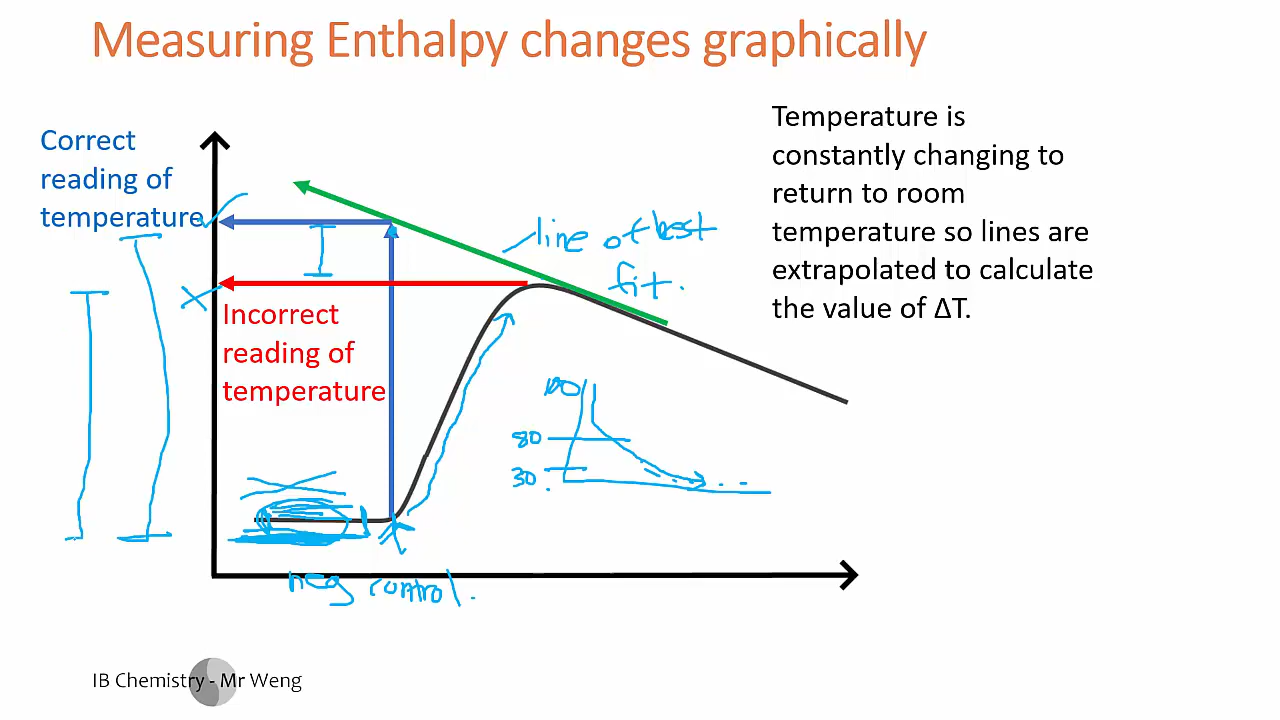 Measuring Enthalpy changes graphically
Correct
reading of
temperature
Temperature is
constantly changing to
return to room
temperature so lines are
extrapolated to calculate
the value of ΔT.
line of best
fit.
Incorrect
reading of
temperature
100
80
30
neg control.
IB Chemistry - Mr Weng